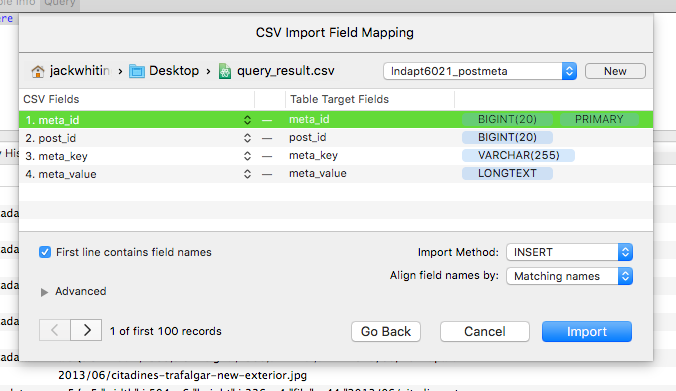 ble Info Query
ere
CSV Import Field Mapping
jackwhitin › Desktop › query_result.csv lndapt6021_postmeta New
CSV Fields Table Target Fields
1. meta_id — meta_id BIGINT(20) PRIMARY
2. post_id — post_id BIGINT(20)
3. meta_key — meta_key VARCHAR(255)
4. meta_value — meta_value LONGTEXT
y His
ada
ada
First line contains field names Import Method: INSERT
ada
Align field names by: Matching names
ada
Advanced
ada
1 of first 100 records Go Back Cancel Import
ada
2013/06/citadines-trafalgar-new-exterior.jpg